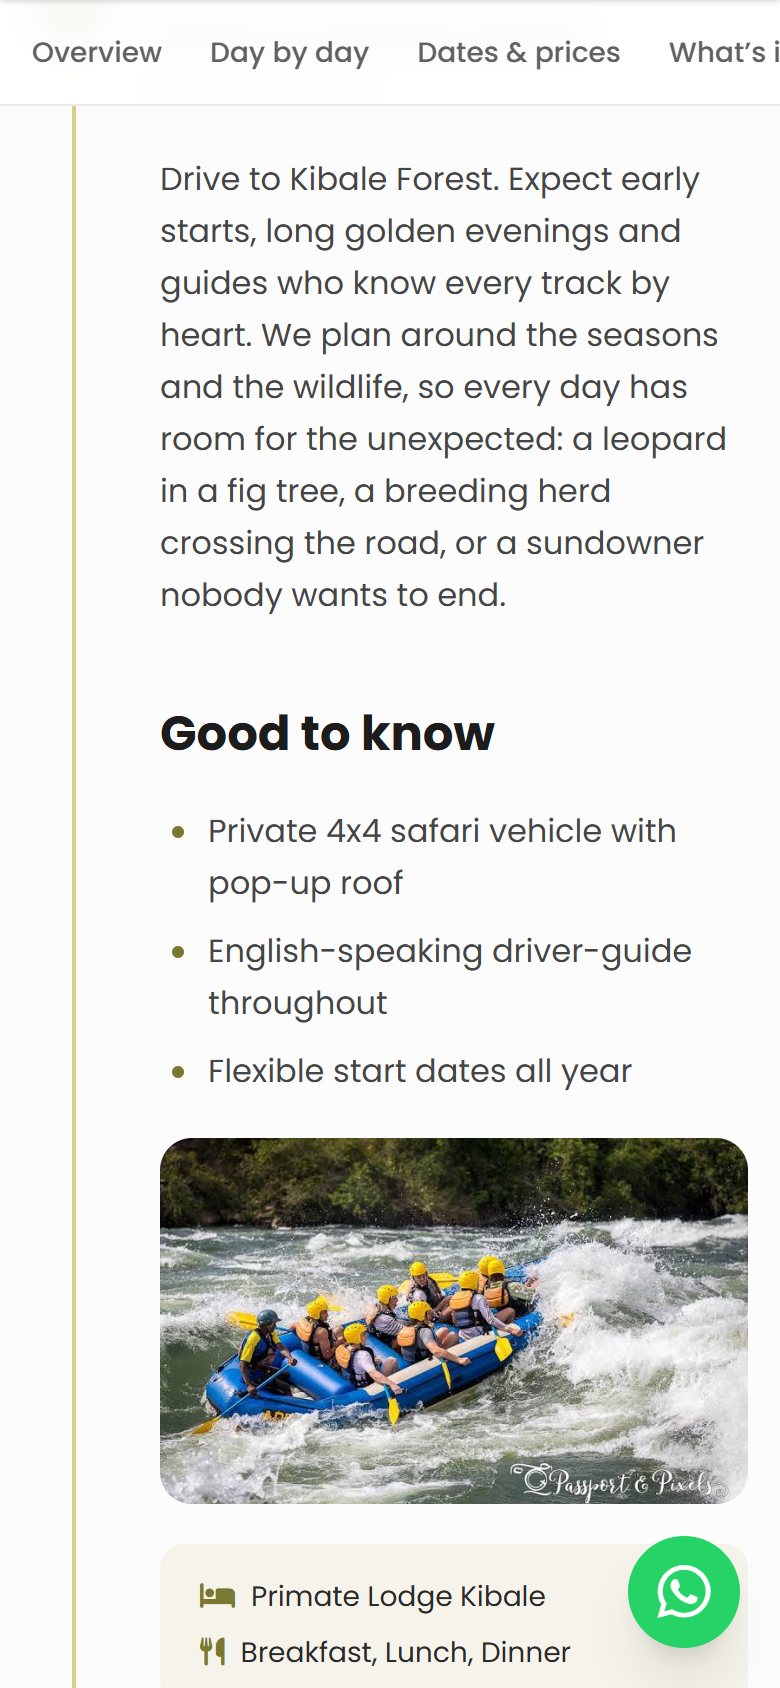 Overview Day by day Dates & prices What's i
Drive to Kibale Forest. Expect early
starts, long golden evenings and
guides who know every track by
heart. We plan around the seasons
and the wildlife, so every day has
room for the unexpected: a leopard
in a fig tree, a breeding herd
crossing the road, or a sundowner
nobody wants to end.
Good to know
Private 4x4 safari vehicle with
pop-up roof
English-speaking driver-guide
throughout
Flexible start dates all year
Passport & Pixels
Primate Lodge Kibale
Breakfast, Lunch, Dinner